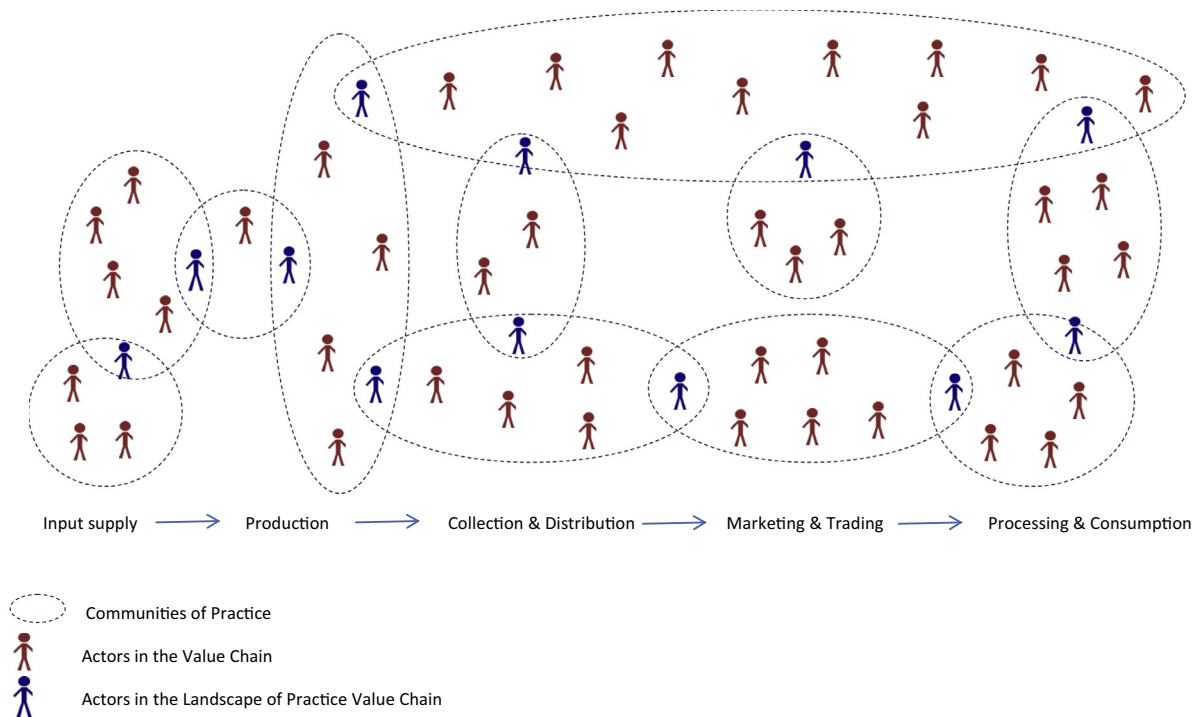 Input supply
Production
Collection & Distribution
Marketing & Trading
Processing & Consumption
Communities of Practice
Actors in the Value Chain
Actors in the Landscape of Practice Value Chain